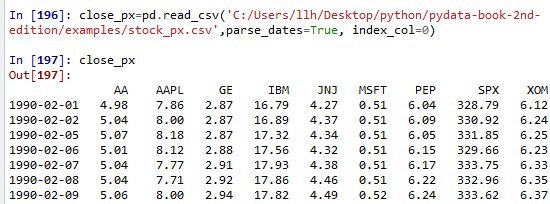 In [196]: close_px=pd.read_csv('C:/Users/llh/Desktop/python/pydata-book-2nd-
edition/examples/stock_px.csv',parse_dates=True, index_col=0)
In [197]: close_px
Out[197]:
AA AAPL GE IBM JNJ MSFT PEP SPX XOM
1990-02-01 4.98 7.86 2.87 16.79 4.27 0.51 6.04 328.79 6.12
1990-02-02 5.04 8.00 2.87 16.89 4.37 0.51 6.09 330.92 6.24
1990-02-05 5.07 8.18 2.87 17.32 4.34 0.51 6.05 331.85 6.25
1990-02-06 5.01 8.12 2.88 17.56 4.32 0.51 6.15 329.66 6.23
1990-02-07 5.04 7.77 2.91 17.93 4.38 0.51 6.17 333.75 6.33
1990-02-08 5.04 7.71 2.92 17.86 4.46 0.51 6.22 332.96 6.35
1990-02-09 5.06 8.00 2.94 17.82 4.49 0.52 6.24 333.62 6.37